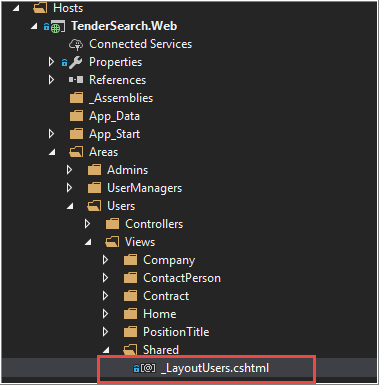 Hosts
TenderSearch.Web
Connected Services
Properties
References
_Assemblies
App_Data
App_Start
Areas
Admins
UserManagers
Users
Controllers
Views
Company
ContactPerson
Contract
Home
PositionTitle
Shared
[@] _LayoutUsers.cshtml